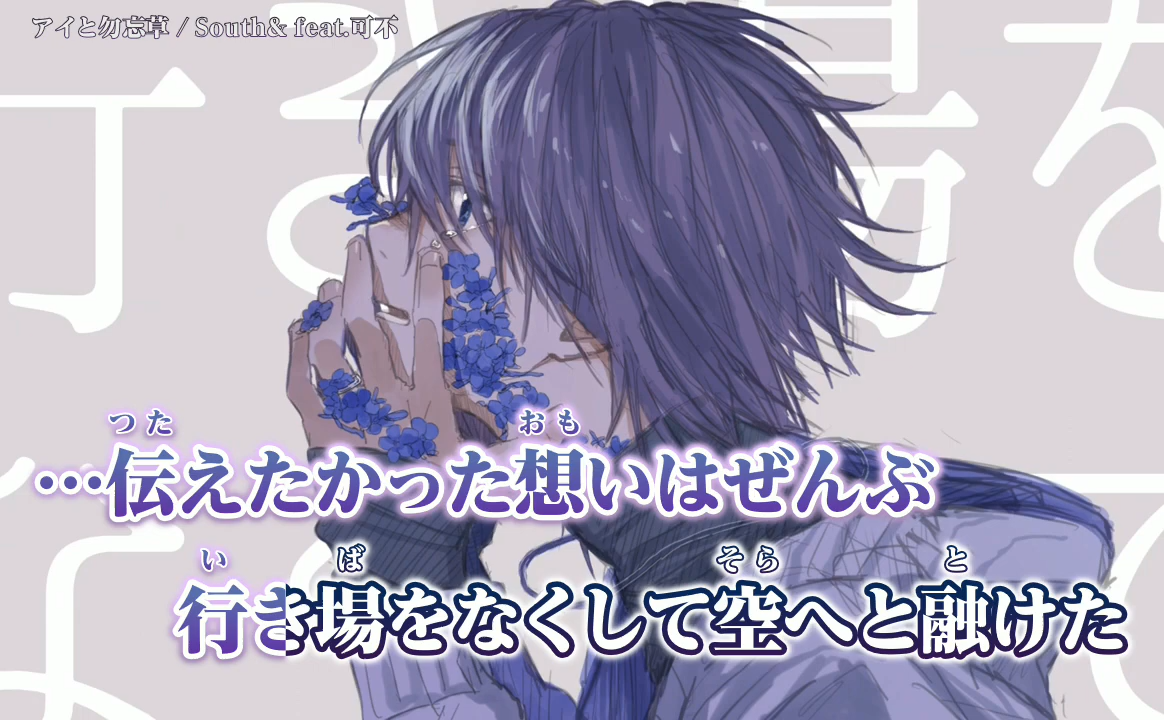 アイと勿忘草 / South& feat.可不
つた おも
…伝えたかった想いはぜんぶ
い ば そら と
行き場をなくして空へと融けた